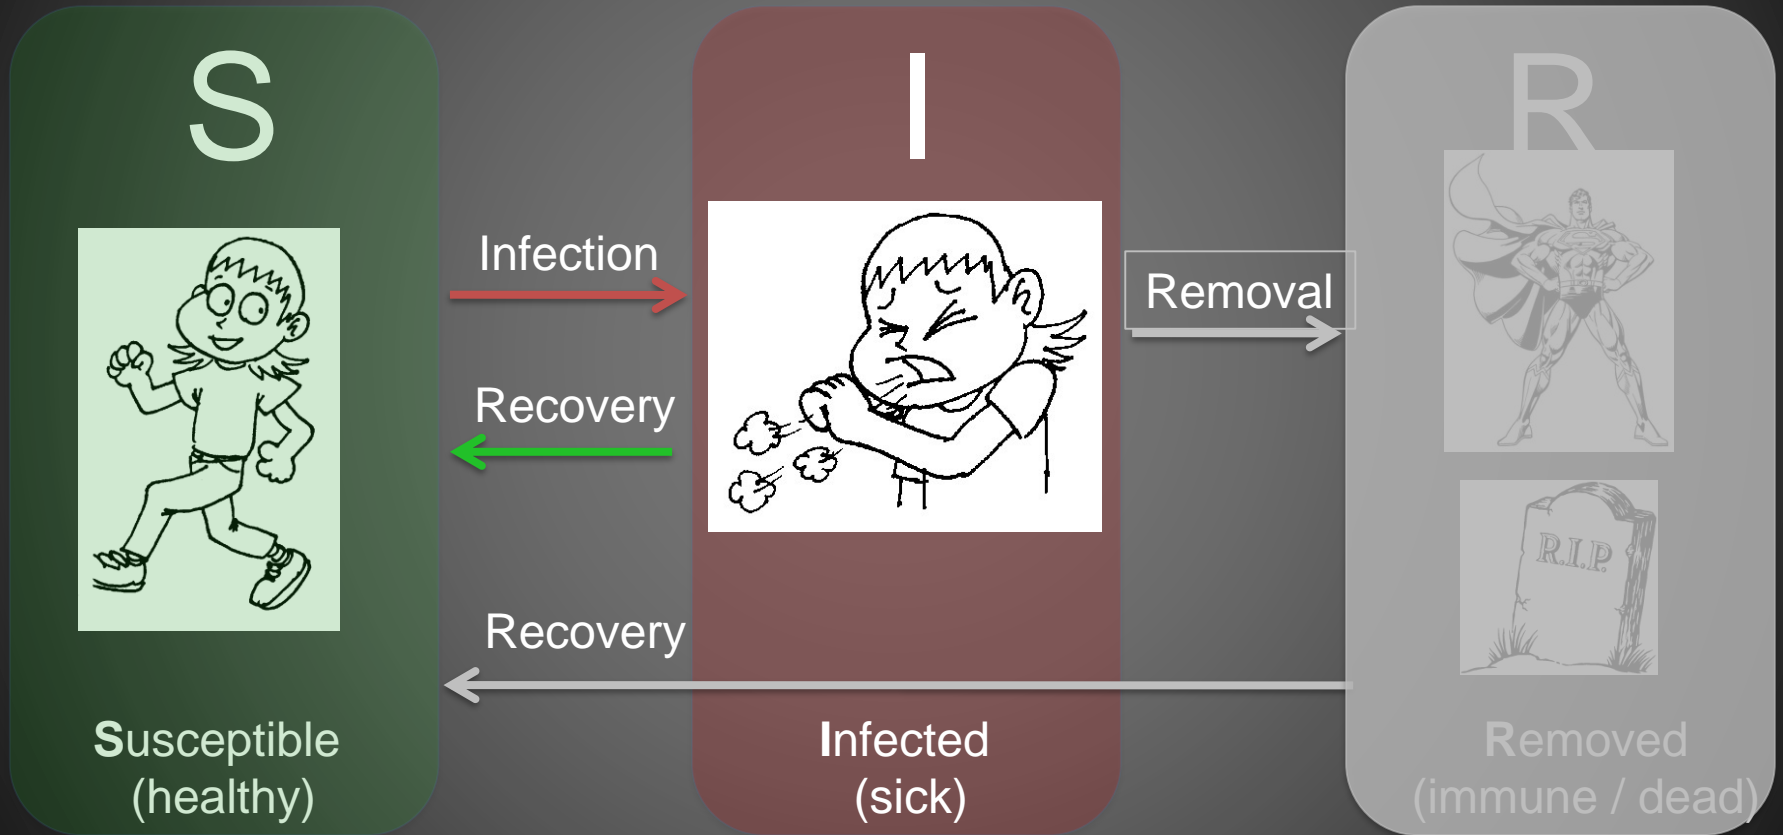 S
I
R
Infection
Removal
Recovery
R.I.P.
Recovery
Susceptible
(healthy)
Infected
(sick)
Removed
(immune / dead)